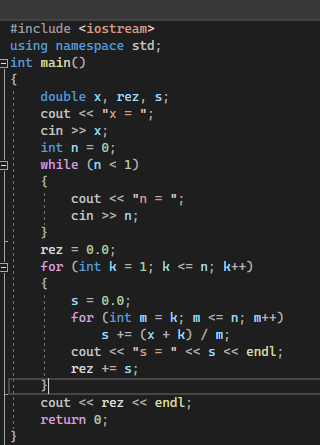 #include <iostream>
using namespace std;
int main()
{
    double x, rez, s;
    cout << "x = ";
    cin >> x;
    int n = 0;
    while (n < 1)
    {
        cout << "n = ";
        cin >> n;
    }
    rez = 0.0;
    for (int k = 1; k <= n; k++)
    {
        s = 0.0;
        for (int m = k; m <= n; m++)
            s += (x + k) / m;
        cout << "s = " << s << endl;
        rez += s;
    }
    cout << rez << endl;
    return 0;
}